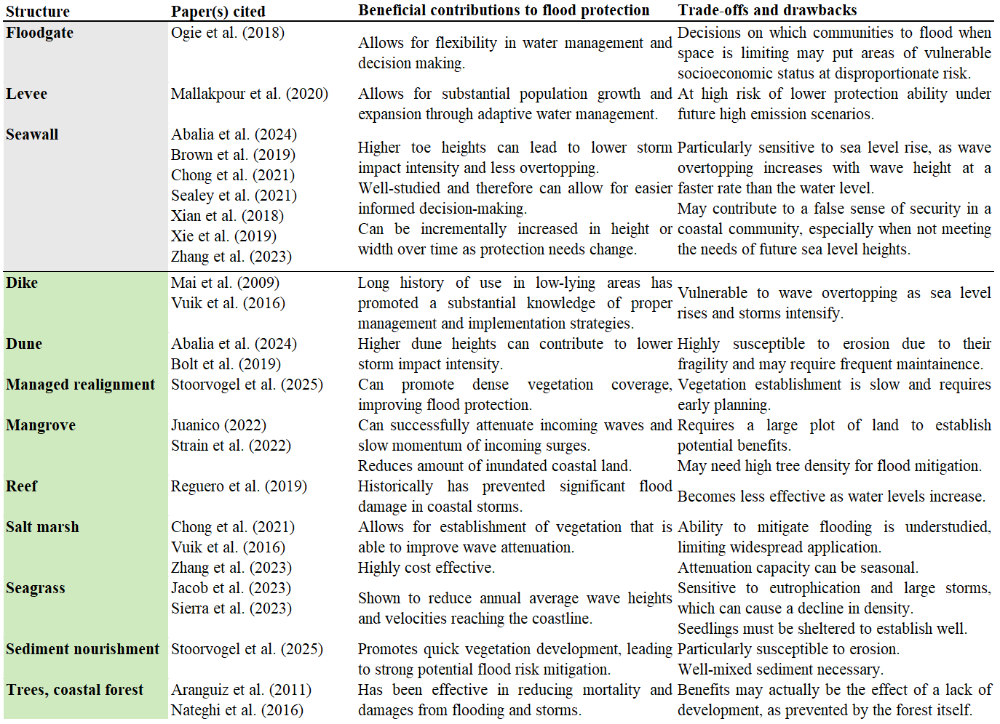 Structure Paper(s) cited Beneficial contributions to flood protection Trade-offs and drawbacks
Floodgate Ogie et al. (2018) Allows for flexibility in water management and decision making. Decisions on which communities to flood when space is limiting may put areas of vulnerable socioeconomic status at disproportionate risk.
Levee Mallakpour et al. (2020) Allows for substantial population growth and expansion through adaptive water management. At high risk of lower protection ability under future high emission scenarios.
Seawall
Abalia et al. (2024)
Brown et al. (2019)
Chong et al. (2021)
Sealey et al. (2021)
Xian et al. (2018)
Xie et al. (2019)
Zhang et al. (2023)
Higher toe heights can lead to lower storm
impact intensity and less overtopping.
Well-studied and therefore can allow for easier
informed decision-making.
Can be incrementally increased in height or
width over time as protection needs change.
Particularly sensitive to sea level rise, as wave
overtopping increases with wave height at a
faster rate than the water level.
May contribute to a false sense of security in a
coastal community, especially when not meeting
the needs of future sea level heights.
Dike
Mai et al. (2009)
Vuik et al. (2016)
Long history of use in low-lying areas has
promoted a substantial knowledge of proper
management and implementation strategies.
Vulnerable to wave overtopping as sea level
rises and storms intensify.
Dune
Abalia et al. (2024)
Bolt et al. (2019)
Higher dune heights can contribute to lower
storm impact intensity.
Highly susceptible to erosion due to their
fragility and may require frequent maintainence.
Managed realignment
Stoorvogel et al. (2025)
Can promote dense vegetation coverage,
improving flood protection.
Vegetation establishment is slow and requires
early planning.
Mangrove
Juanico (2022)
Strain et al. (2022)
Can successfully attenuate incoming waves and
slow momentum of incoming surges.
Reduces amount of inundated coastal land.
Requires a large plot of land to establish
potential benefits.
May need high tree density for flood mitigation.
Reef
Reguero et al. (2019)
Historically has prevented significant flood
damage in coastal storms.
Becomes less effective as water levels increase.
Salt marsh
Chong et al. (2021)
Vuik et al. (2016)
Zhang et al. (2023)
Allows for establishment of vegetation that is
able to improve wave attenuation.
Highly cost effective.
Ability to mitigate flooding is understudied,
limiting widespread application.
Attenuation capacity can be seasonal.
Seagrass
Jacob et al. (2023)
Sierra et al. (2023)
Shown to reduce annual average wave heights
and velocities reaching the coastline.
Sensitive to eutrophication and large storms,
which can cause a decline in density.
Seedlings must be sheltered to establish well.
Sediment nourishment
Stoorvogel et al. (2025)
Promotes quick vegetation development, leading
to strong potential flood risk mitigation.
Particularly susceptible to erosion.
Well-mixed sediment necessary.
Trees, coastal forest
Aranguiz et al. (2011)
Nateghi et al. (2016)
Has been effective in reducing mortality and
damages from flooding and storms.
Benefits may actually be the effect of a lack of
development, as prevented by the forest itself.